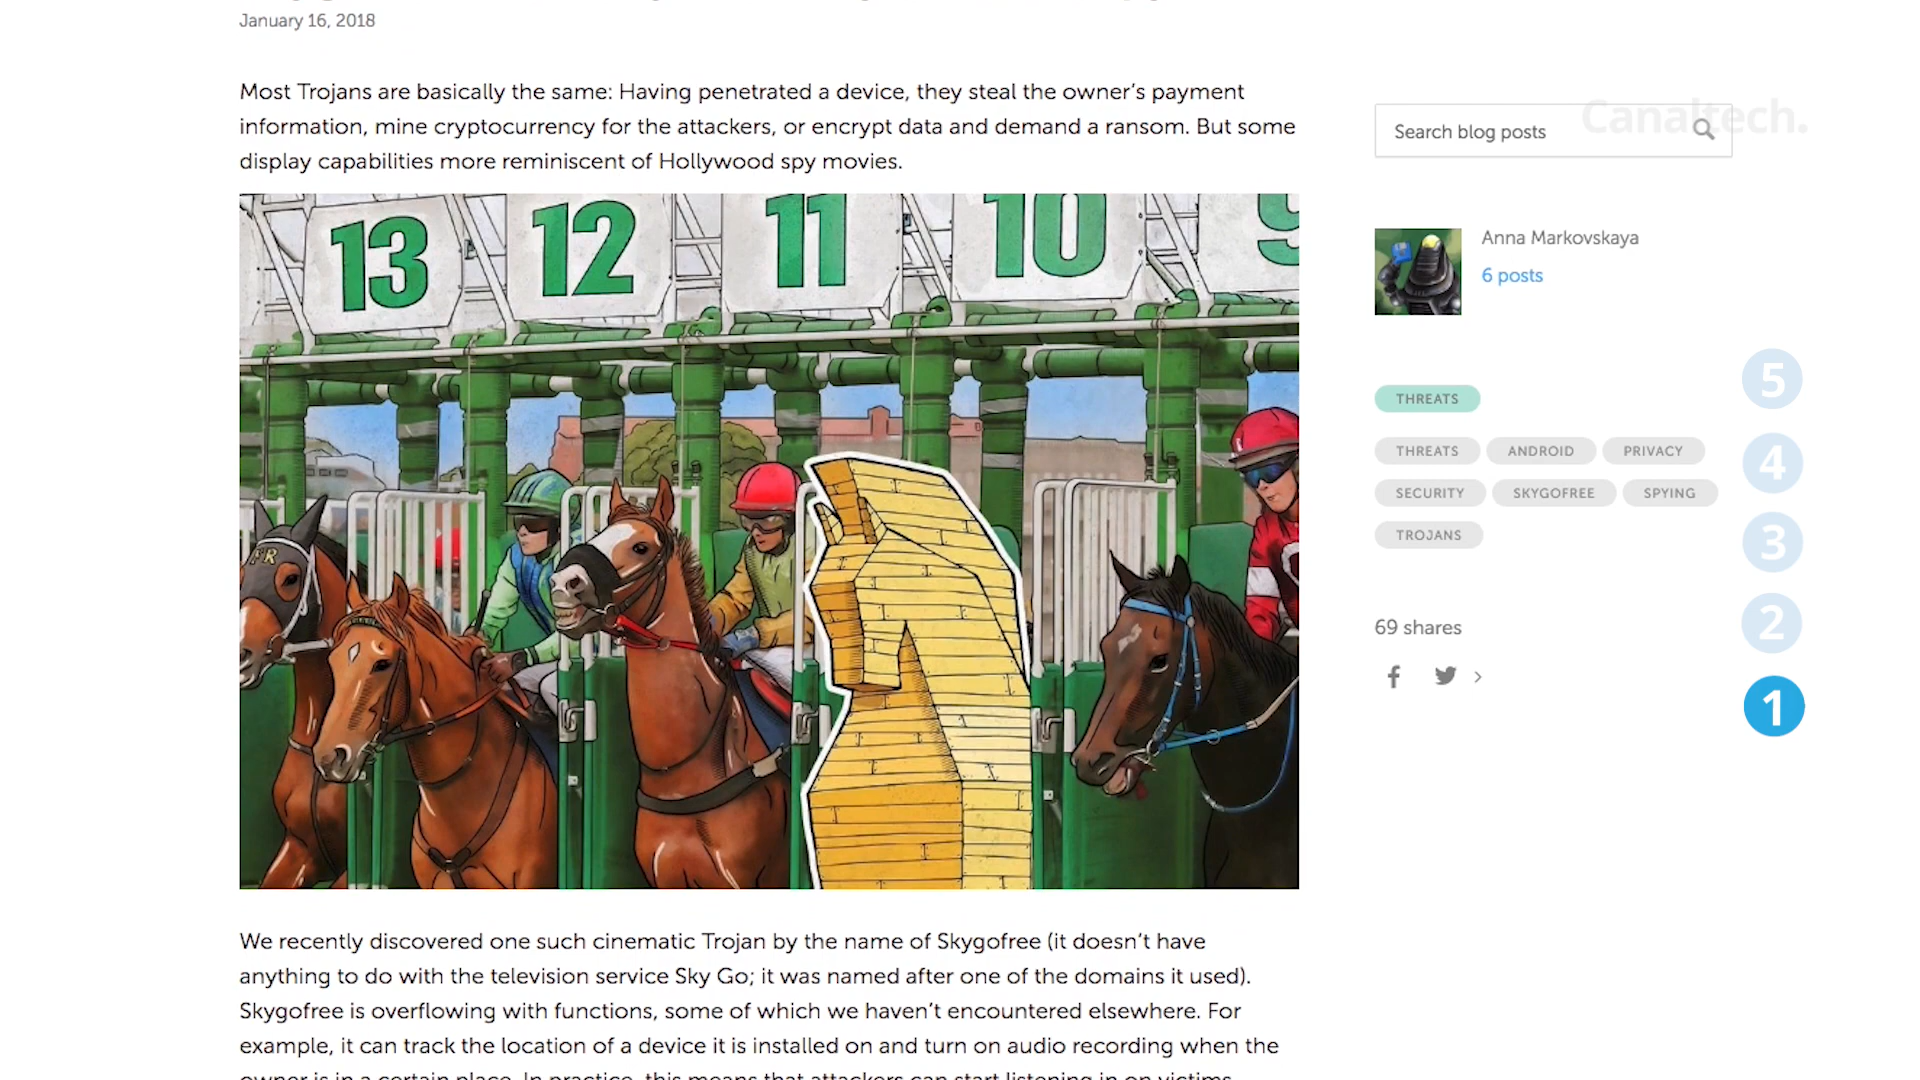 January 16, 2018
Most Trojans are basically the same: Having penetrated a device, they steal the owner’s payment
information, mine cryptocurrency for the attackers, or encrypt data and demand a ransom. But some
display capabilities more reminiscent of Hollywood spy movies.
13 12 11 10 9
We recently discovered one such cinematic Trojan by the name of Skygofree (it doesn’t have
anything to do with the television service Sky Go; it was named after one of the domains it used).
Skygofree is overflowing with functions, some of which we haven’t encountered elsewhere. For
example, it can track the location of a device it is installed on and turn on audio recording when the
owner is in a certain place. In practice, this means that attackers can start listening in on victims
Canaltech.
Search blog posts
Anna Markovskaya
6 posts
THREATS
THREATS ANDROID PRIVACY
SECURITY SKYGOFREE SPYING
TROJANS
69 shares
5
4
3
2
1